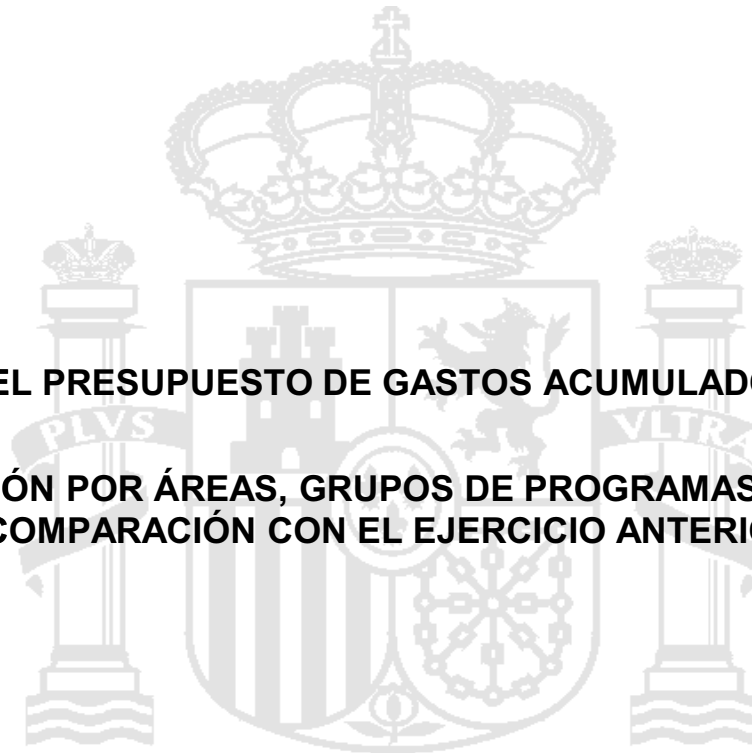 EL PRESUPUESTO DE GASTOS ACUMULADO
PLVS
VLTRA
ÓN POR ÁREAS, GRUPOS DE PROGRAMAS
COMPARACIÓN CON EL EJERCICIO ANTERIO